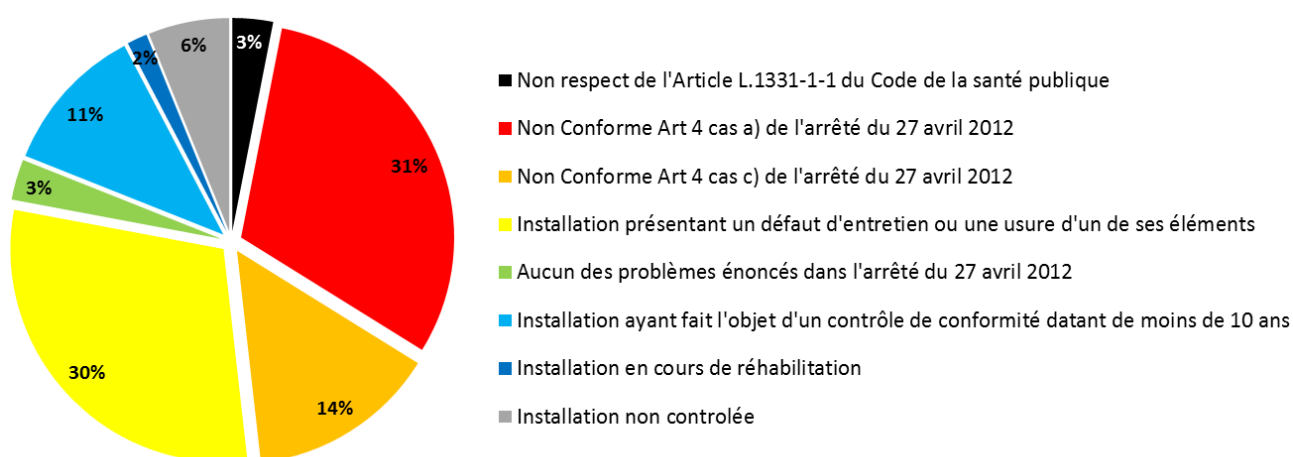 6%
3%
2%
11%
31%
3%
30%
14%
Non respect de l'Article L.1331-1-1 du Code de la santé publique
Non Conforme Art 4 cas a) de l'arrêté du 27 avril 2012
Non Conforme Art 4 cas c) de l'arrêté du 27 avril 2012
Installation présentant un défaut d'entretien ou une usure d'un de ses éléments
Aucun des problèmes énoncés dans l'arrêté du 27 avril 2012
Installation ayant fait l'objet d'un contrôle de conformité datant de moins de 10 ans
Installation en cours de réhabilitation
Installation non controlée